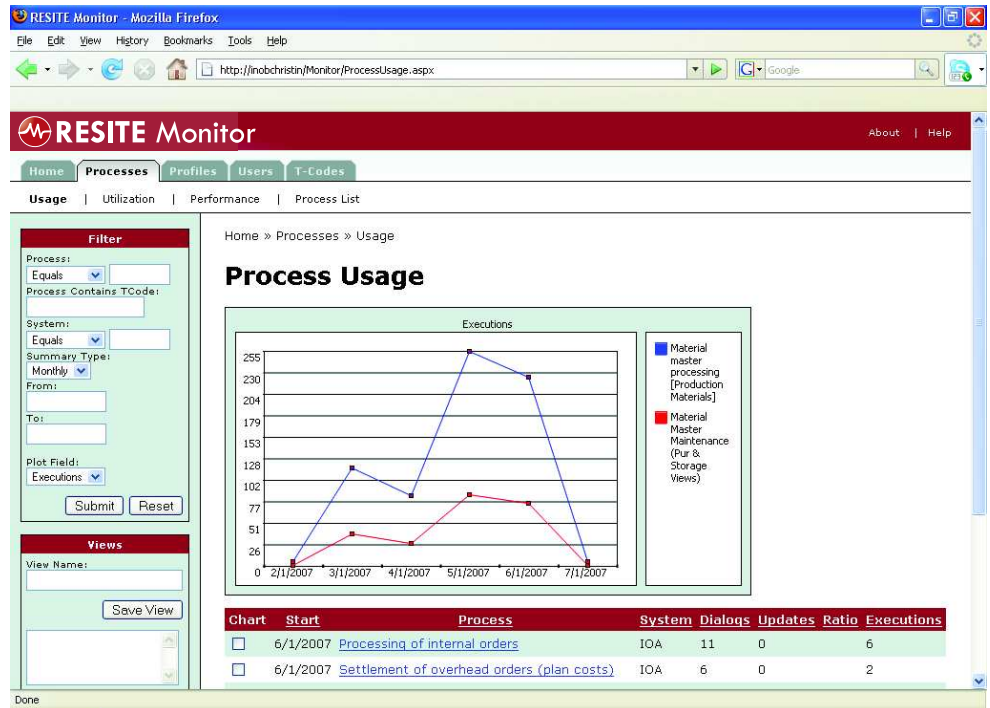 RESITE Monitor - Mozilla Firefox
File Edit View History Bookmarks Tools Help
http://inobchristin/Monitor/ProcessUsage.aspx
G Google
RESITE Monitor
About | Help
Home Processes Profiles Users T-Codes
Usage | Utilization | Performance | Process List
Filter
Process:
Equals
Process Contains TCode:
System:
Equals
Summary Type:
Monthly
From:
To:
Plot Field:
Executions
Submit Reset
Views
View Name:
Save View
Home » Processes » Usage
Process Usage
Executions
255
230
204
179
153
128
102
77
51
26
0
2/1/2007 3/1/2007 4/1/2007 5/1/2007 6/1/2007 7/1/2007
Material
master
processing
[Production
Materials]
Material
Master
Maintenance
(Pur &
Storage
Views)
Chart Start Process System Dialogs Updates Ratio Executions
6/1/2007 Processing of internal orders IOA 11 0 6
6/1/2007 Settlement of overhead orders (plan costs) IOA 6 0 2
Done